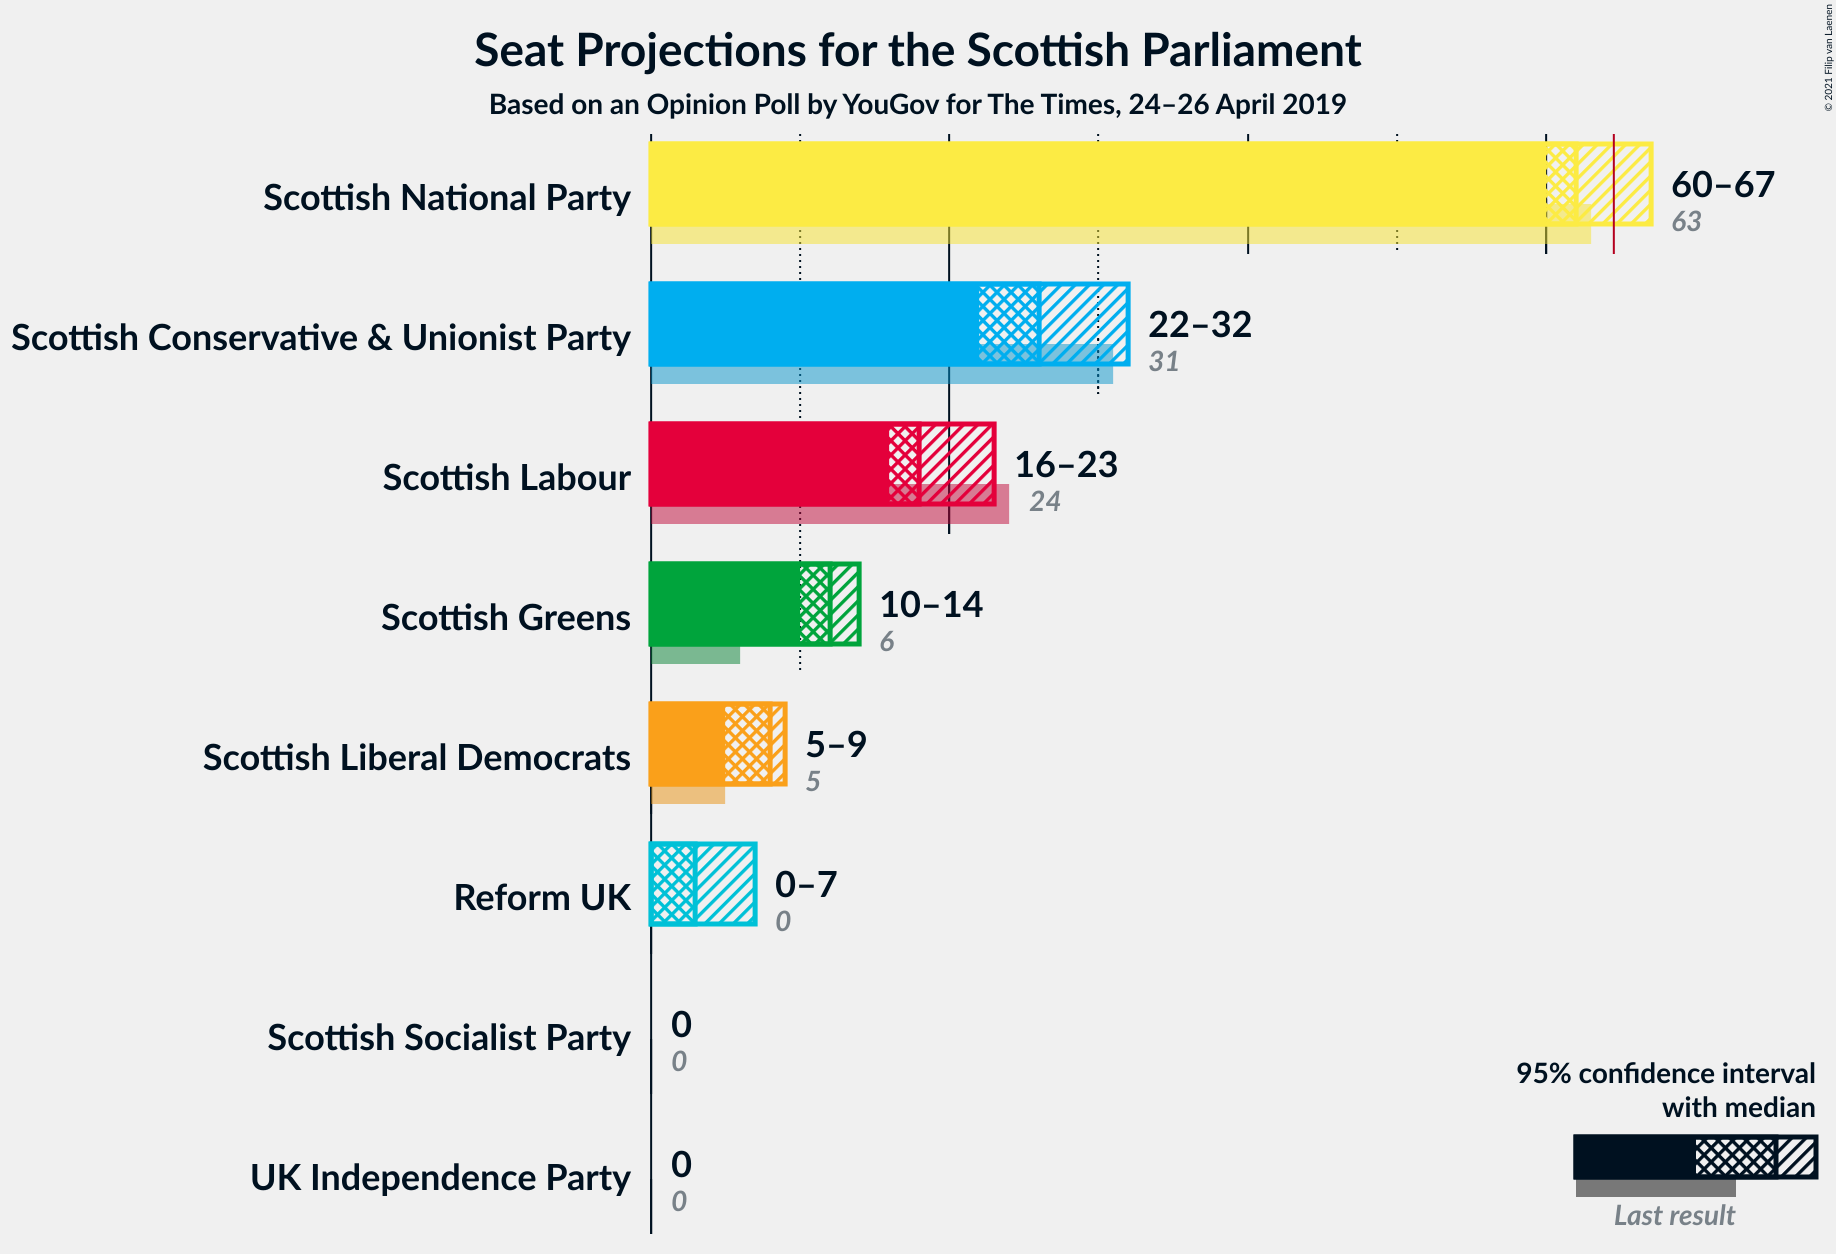 Seat Projections for the Scottish Parliament
Based on an Opinion Poll by YouGov for The Times, 24–26 April 2019
© 2021 Filip van Laenen
Scottish National Party
60–67
63
Scottish Conservative & Unionist Party
22–32
31
Scottish Labour
16–23
24
Scottish Greens
10–14
6
Scottish Liberal Democrats
5–9
5
Reform UK
0–7
0
Scottish Socialist Party
0
0
UK Independence Party
0
0
95% confidence interval
with median
Last result